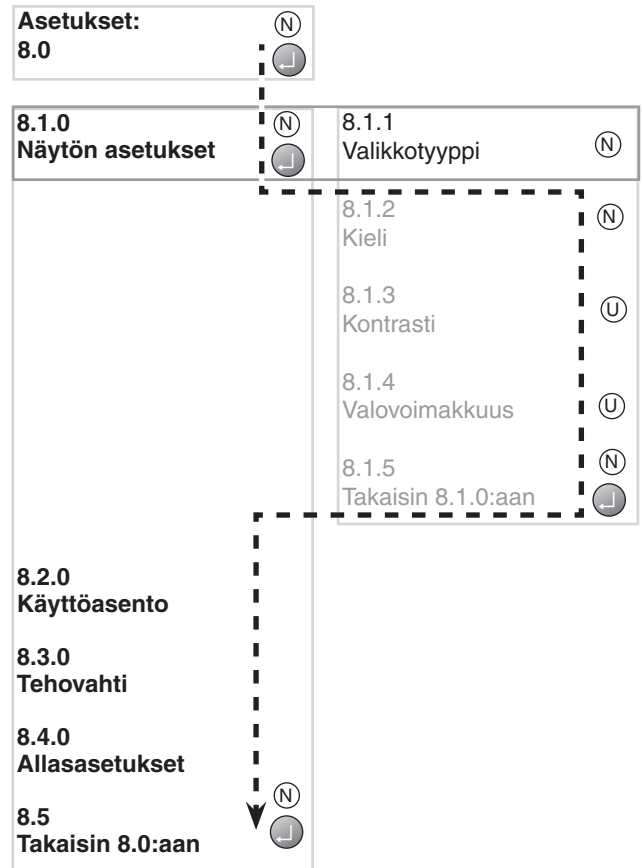 Asetukset:
N
8.0
8.1.0
N
Näytön asetukset
8.1.1
Valikkotyyppi
N
8.1.2
Kieli
N
8.1.3
Kontrasti
U
8.1.4
Valovoimakkuus
U
8.1.5
Takaisin 8.1.0:aan
N
8.2.0
Käyttöasento
8.3.0
Tehovahti
8.4.0
Allasasetukset
N
8.5
Takaisin 8.0:aan